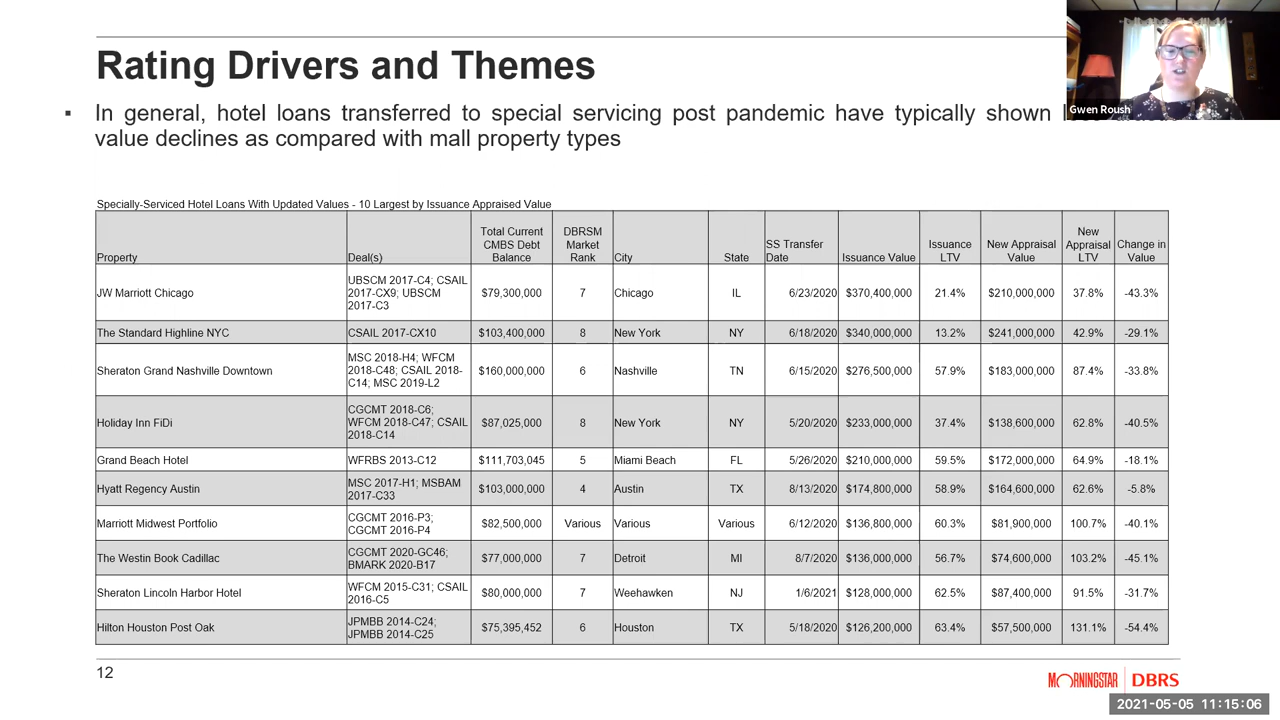 Rating Drivers and Themes
Gwen Roush
▪ In general, hotel loans transferred to special servicing post pandemic have typically shown
value declines as compared with mall property types
Specially-Serviced Hotel Loans With Updated Values - 10 Largest by Issuance Appraised Value
Property Deal(s) Total Current CMBS Debt Balance DBRSM Market Rank City State SS Transfer Date Issuance Value Issuance LTV New Appraisal Value New Appraisal LTV Change in Value
JW Marriott Chicago UBSCM 2017-C4; CSAIL 2017-CX9; UBSCM 2017-C3 $79,300,000 7 Chicago IL 6/23/2020 $370,400,000 21.4% $210,000,000 37.8% -43.3%
The Standard Highline NYC CSAIL 2017-CX10 $103,400,000 8 New York NY 6/18/2020 $340,000,000 13.2% $241,000,000 42.9% -29.1%
Sheraton Grand Nashville Downtown MSC 2018-H4; WFCM 2018-C48; CSAIL 2018-C14; MSC 2019-L2 $160,000,000 6 Nashville TN 6/15/2020 $276,500,000 57.9% $183,000,000 87.4% -33.8%
Holiday Inn FiDi CGCMT 2018-C6; WFCM 2018-C47; CSAIL 2018-C14 $87,025,000 8 New York NY 5/20/2020 $233,000,000 37.4% $138,600,000 62.8% -40.5%
Grand Beach Hotel WFRBS 2013-C12 $111,703,045 5 Miami Beach FL 5/26/2020 $210,000,000 59.5% $172,000,000 64.9% -18.1%
Hyatt Regency Austin MSC 2017-H1; MSBAM 2017-C33 $103,000,000 4 Austin TX 8/13/2020 $174,800,000 58.9% $164,600,000 62.6% -5.8%
Marriott Midwest Portfolio CGCMT 2016-P3; CGCMT 2016-P4 $82,500,000 Various Various Various 6/12/2020 $136,800,000 60.3% $81,900,000 100.7% -40.1%
The Westin Book Cadillac CGCMT 2020-GC46; BMARK 2020-B17 $77,000,000 7 Detroit MI 8/7/2020 $136,000,000 56.7% $74,600,000 103.2% -45.1%
Sheraton Lincoln Harbor Hotel WFCM 2015-C31; CSAIL 2016-C5 $80,000,000 7 Weehawken NJ 1/6/2021 $128,000,000 62.5% $87,400,000 91.5% -31.7%
Hilton Houston Post Oak JPMBB 2014-C24; JPMBB 2014-C25 $75,395,452 6 Houston TX 5/18/2020 $126,200,000 63.4% $57,500,000 131.1% -54.4%
12
MORNINGSTAR DBRS
2021-05-05 11:15:06